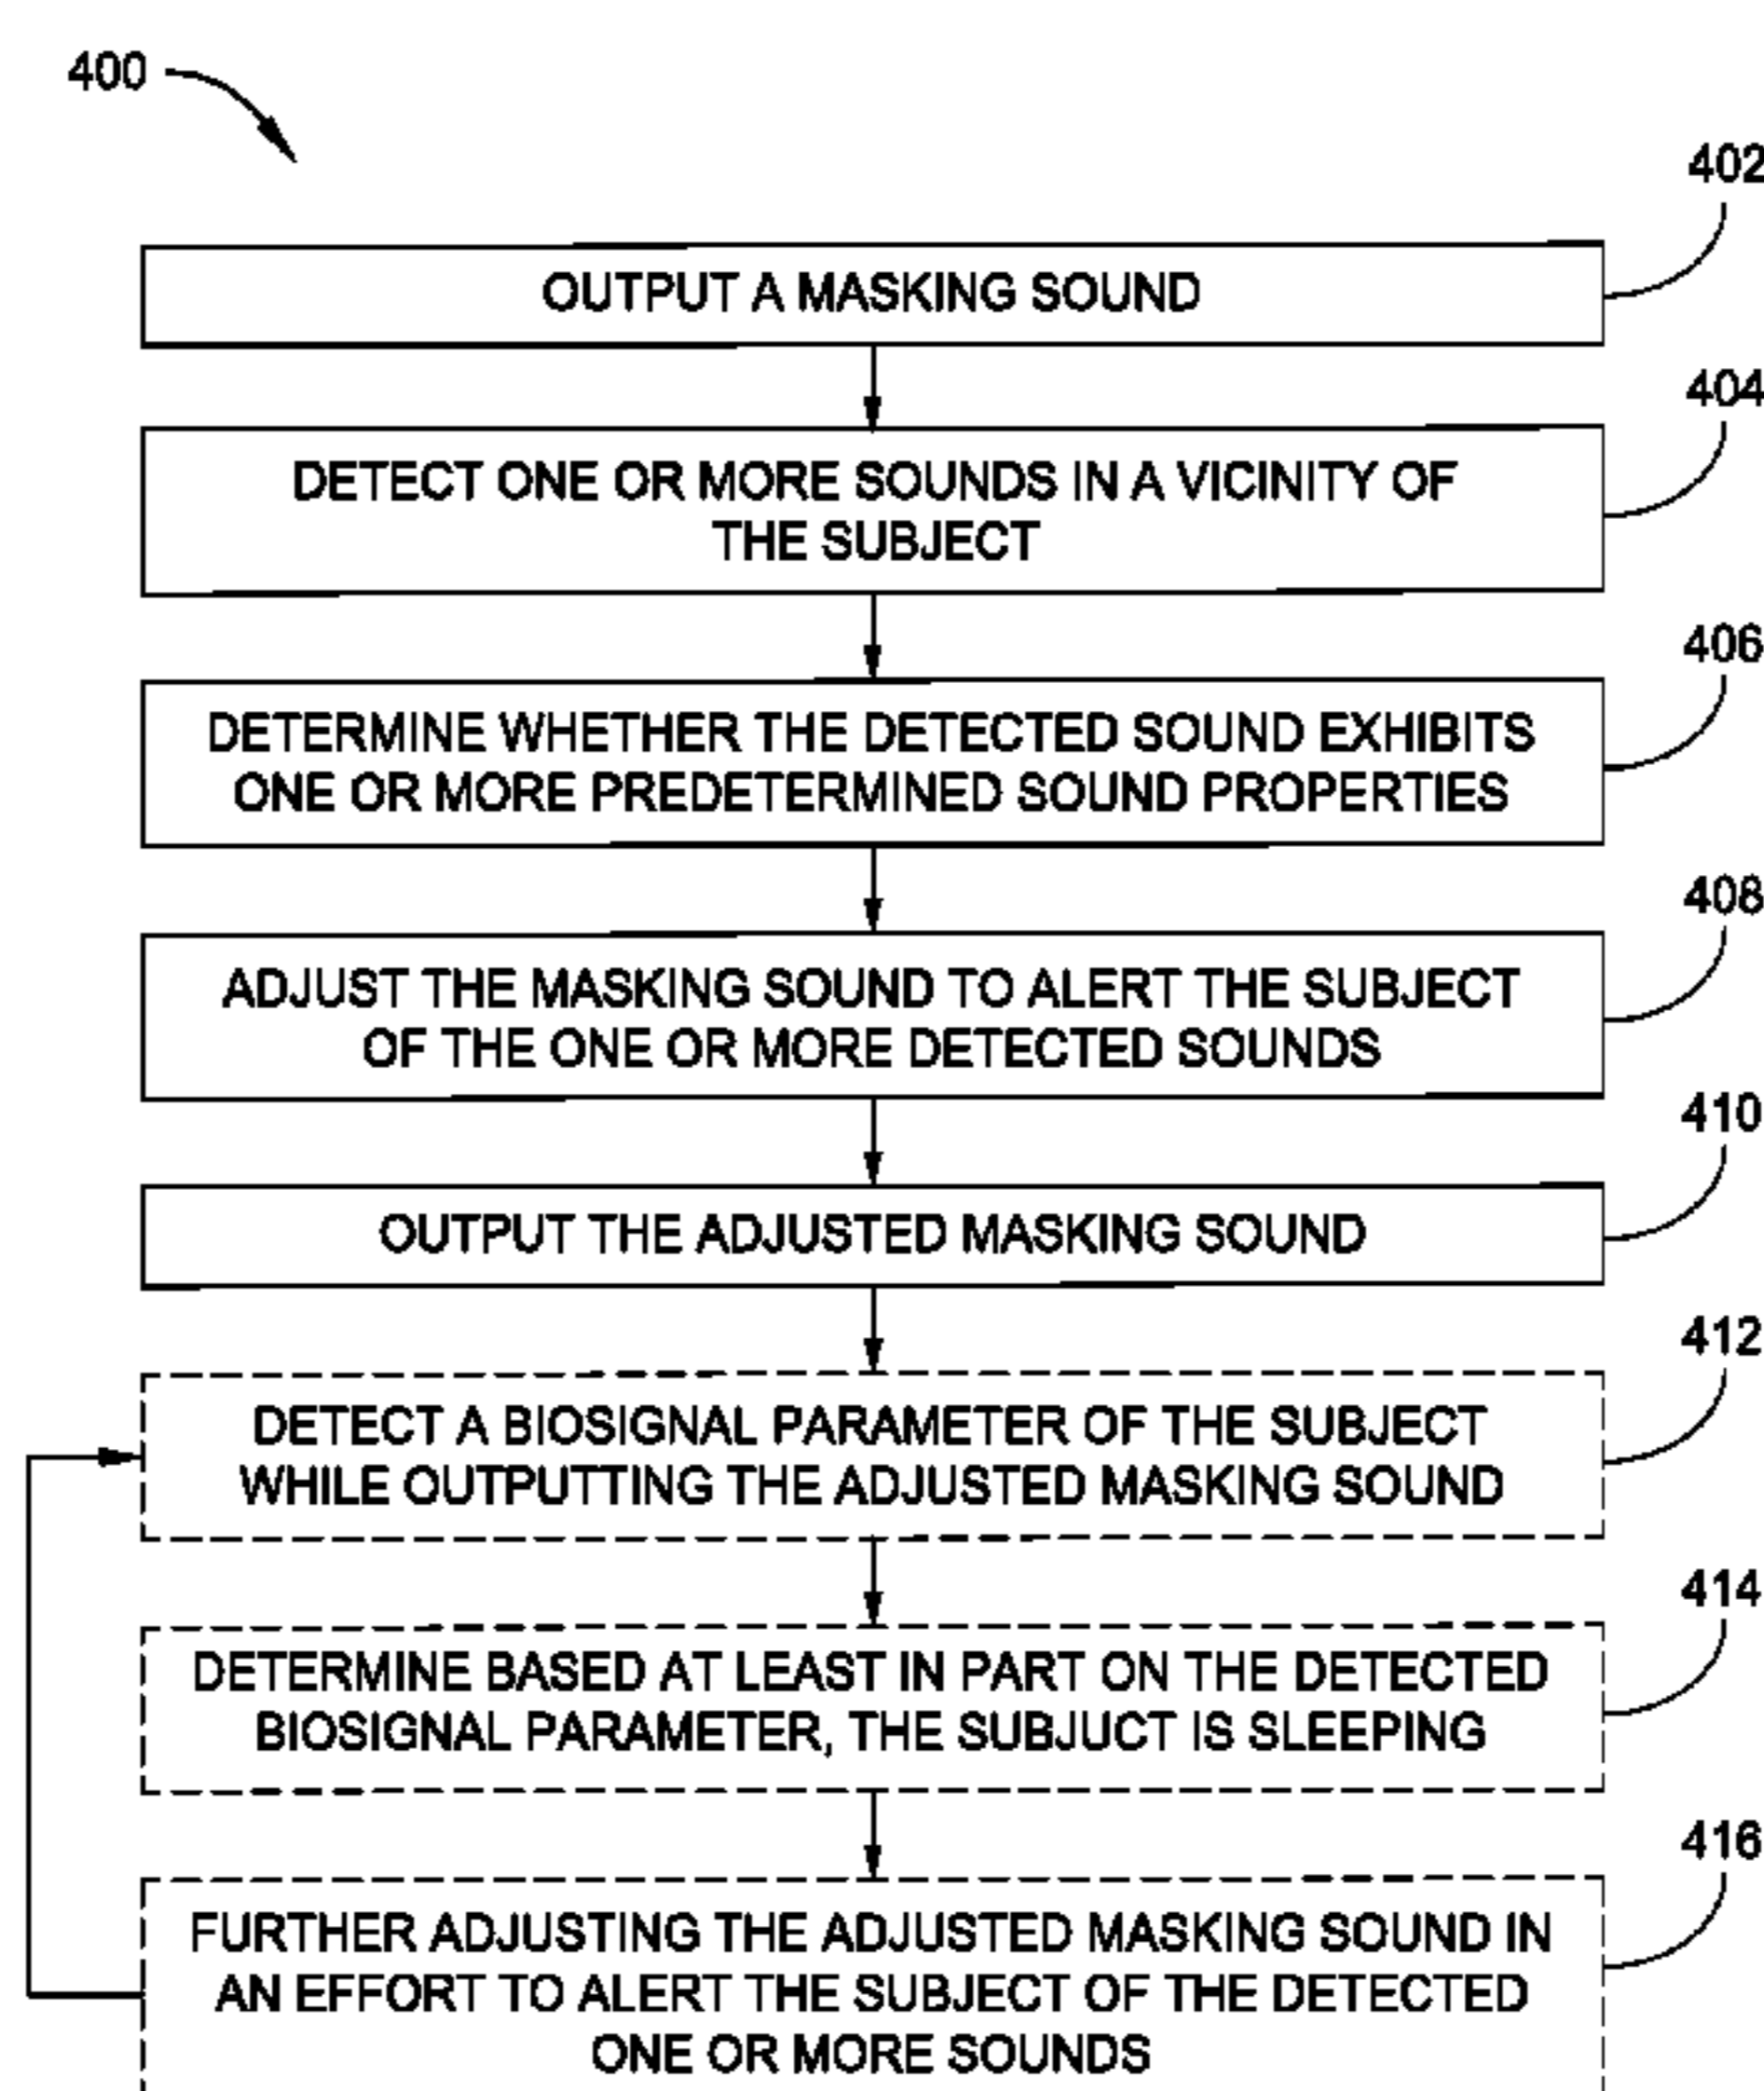 400
402
OUTPUT A MASKING SOUND
404
DETECT ONE OR MORE SOUNDS IN A VICINITY OF
THE SUBJECT
406
DETERMINE WHETHER THE DETECTED SOUND EXHIBITS
ONE OR MORE PREDETERMINED SOUND PROPERTIES
408
ADJUST THE MASKING SOUND TO ALERT THE SUBJECT
OF THE ONE OR MORE DETECTED SOUNDS
410
OUTPUT THE ADJUSTED MASKING SOUND
412
DETECT A BIOSIGNAL PARAMETER OF THE SUBJECT
WHILE OUTPUTTING THE ADJUSTED MASKING SOUND
414
DETERMINE BASED AT LEAST IN PART ON THE DETECTED
BIOSIGNAL PARAMETER, THE SUBJUCT IS SLEEPING
416
FURTHER ADJUSTING THE ADJUSTED MASKING SOUND IN
AN EFFORT TO ALERT THE SUBJECT OF THE DETECTED
ONE OR MORE SOUNDS